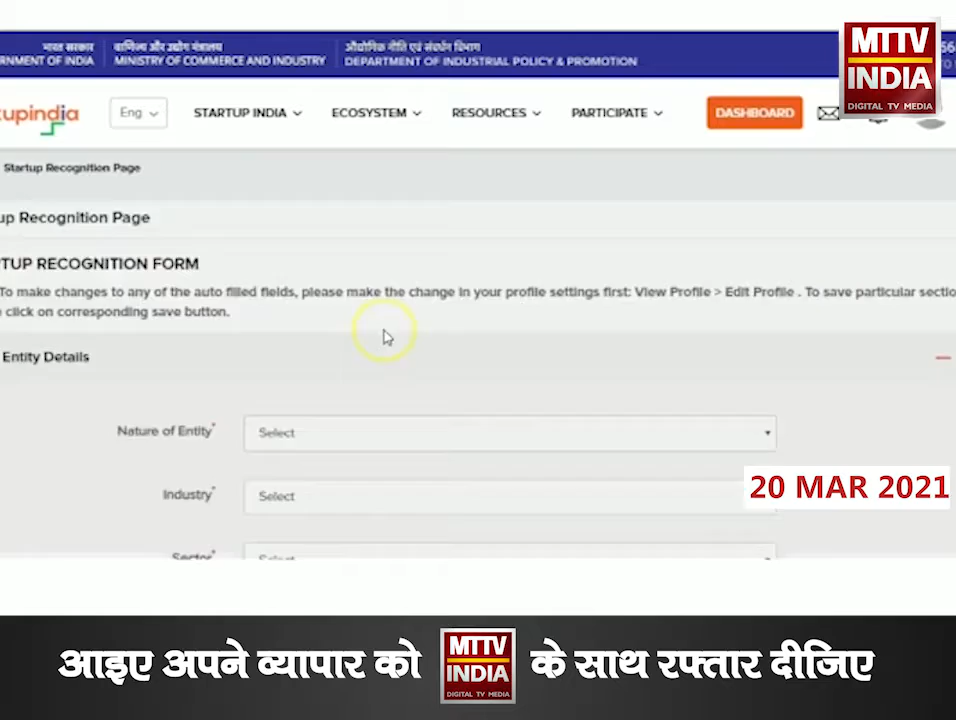 भारत सरकार
वाणिज्य और उद्योग मंत्रालय
औद्योगिक नीति एवं संवर्धन विभाग
RNMENT OF INDIA
MINISTRY OF COMMERCE AND INDUSTRY
DEPARTMENT OF INDUSTRIAL POLICY & PROMOTION
MTTV
INDIA
DIGITAL TV MEDIA
tupindia
Eng
STARTUP INDIA
ECOSYSTEM
RESOURCES
PARTICIPATE
DASHBOARD
Startup Recognition Page
up Recognition Page
TUP RECOGNITION FORM
To make changes to any of the auto filled fields, please make the change in your profile settings first: View Profile > Edit Profile . To save particular sectio
click on corresponding save button.
Entity Details
Nature of Entity*
Select
Industry*
Select
20 MAR 2021
Sector*
Select
आइए अपने व्यापार को MTTV INDIA DIGITAL TV MEDIA के साथ रफ्तार दीजिए